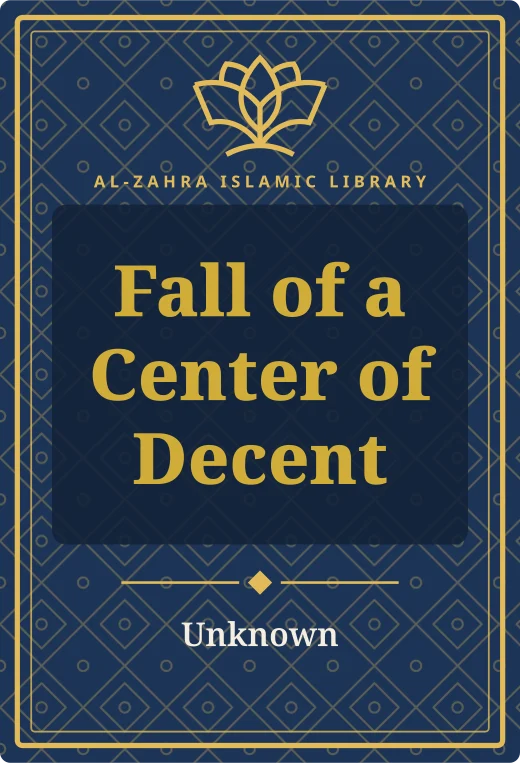 AL-ZAHRA ISLAMIC LIBRARY
Fall of a
Center of
Decent
Unknown